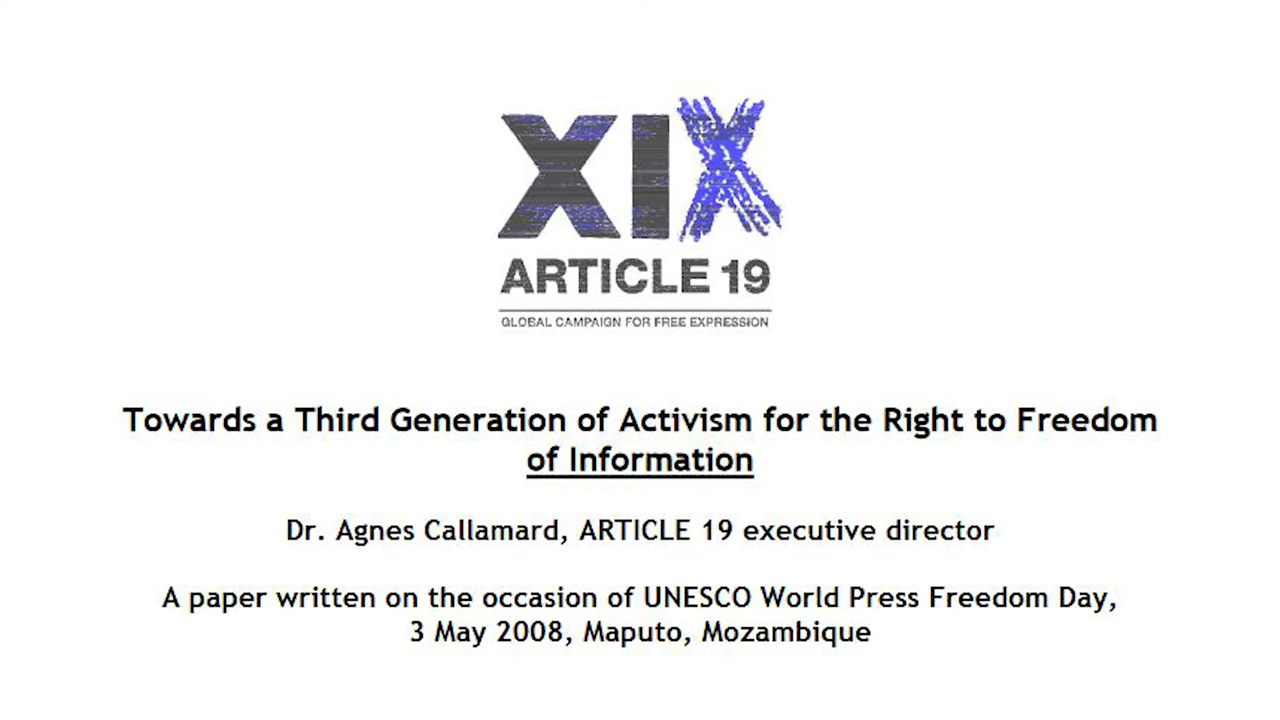 XIX
ARTICLE 19
GLOBAL CAMPAIGN FOR FREE EXPRESSION
Towards a Third Generation of Activism for the Right to Freedom
of Information
Dr. Agnes Callamard, ARTICLE 19 executive director
A paper written on the occasion of UNESCO World Press Freedom Day,
3 May 2008, Maputo, Mozambique